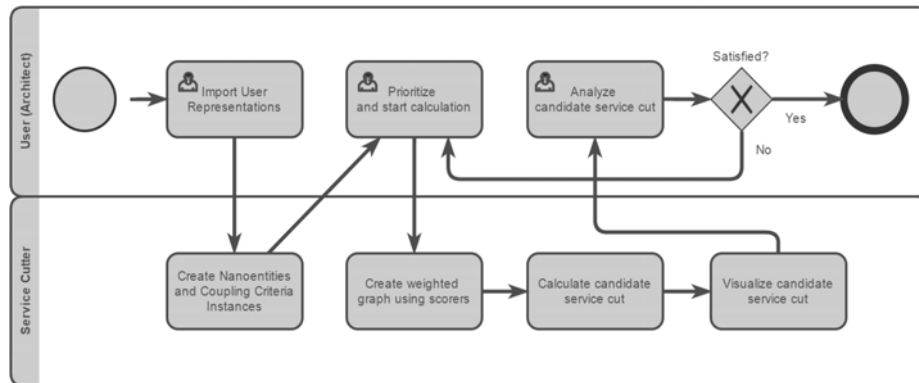 User (Architect)
Import User
Representations
Prioritize
and start calculation
Analyze
candidate service cut
Satisfied?
Yes
No
Service Cutter
Create Nanoentities
and Coupling Criteria
Instances
Create weighted
graph using scorers
Calculate candidate
service cut
Visualize candidate
service cut